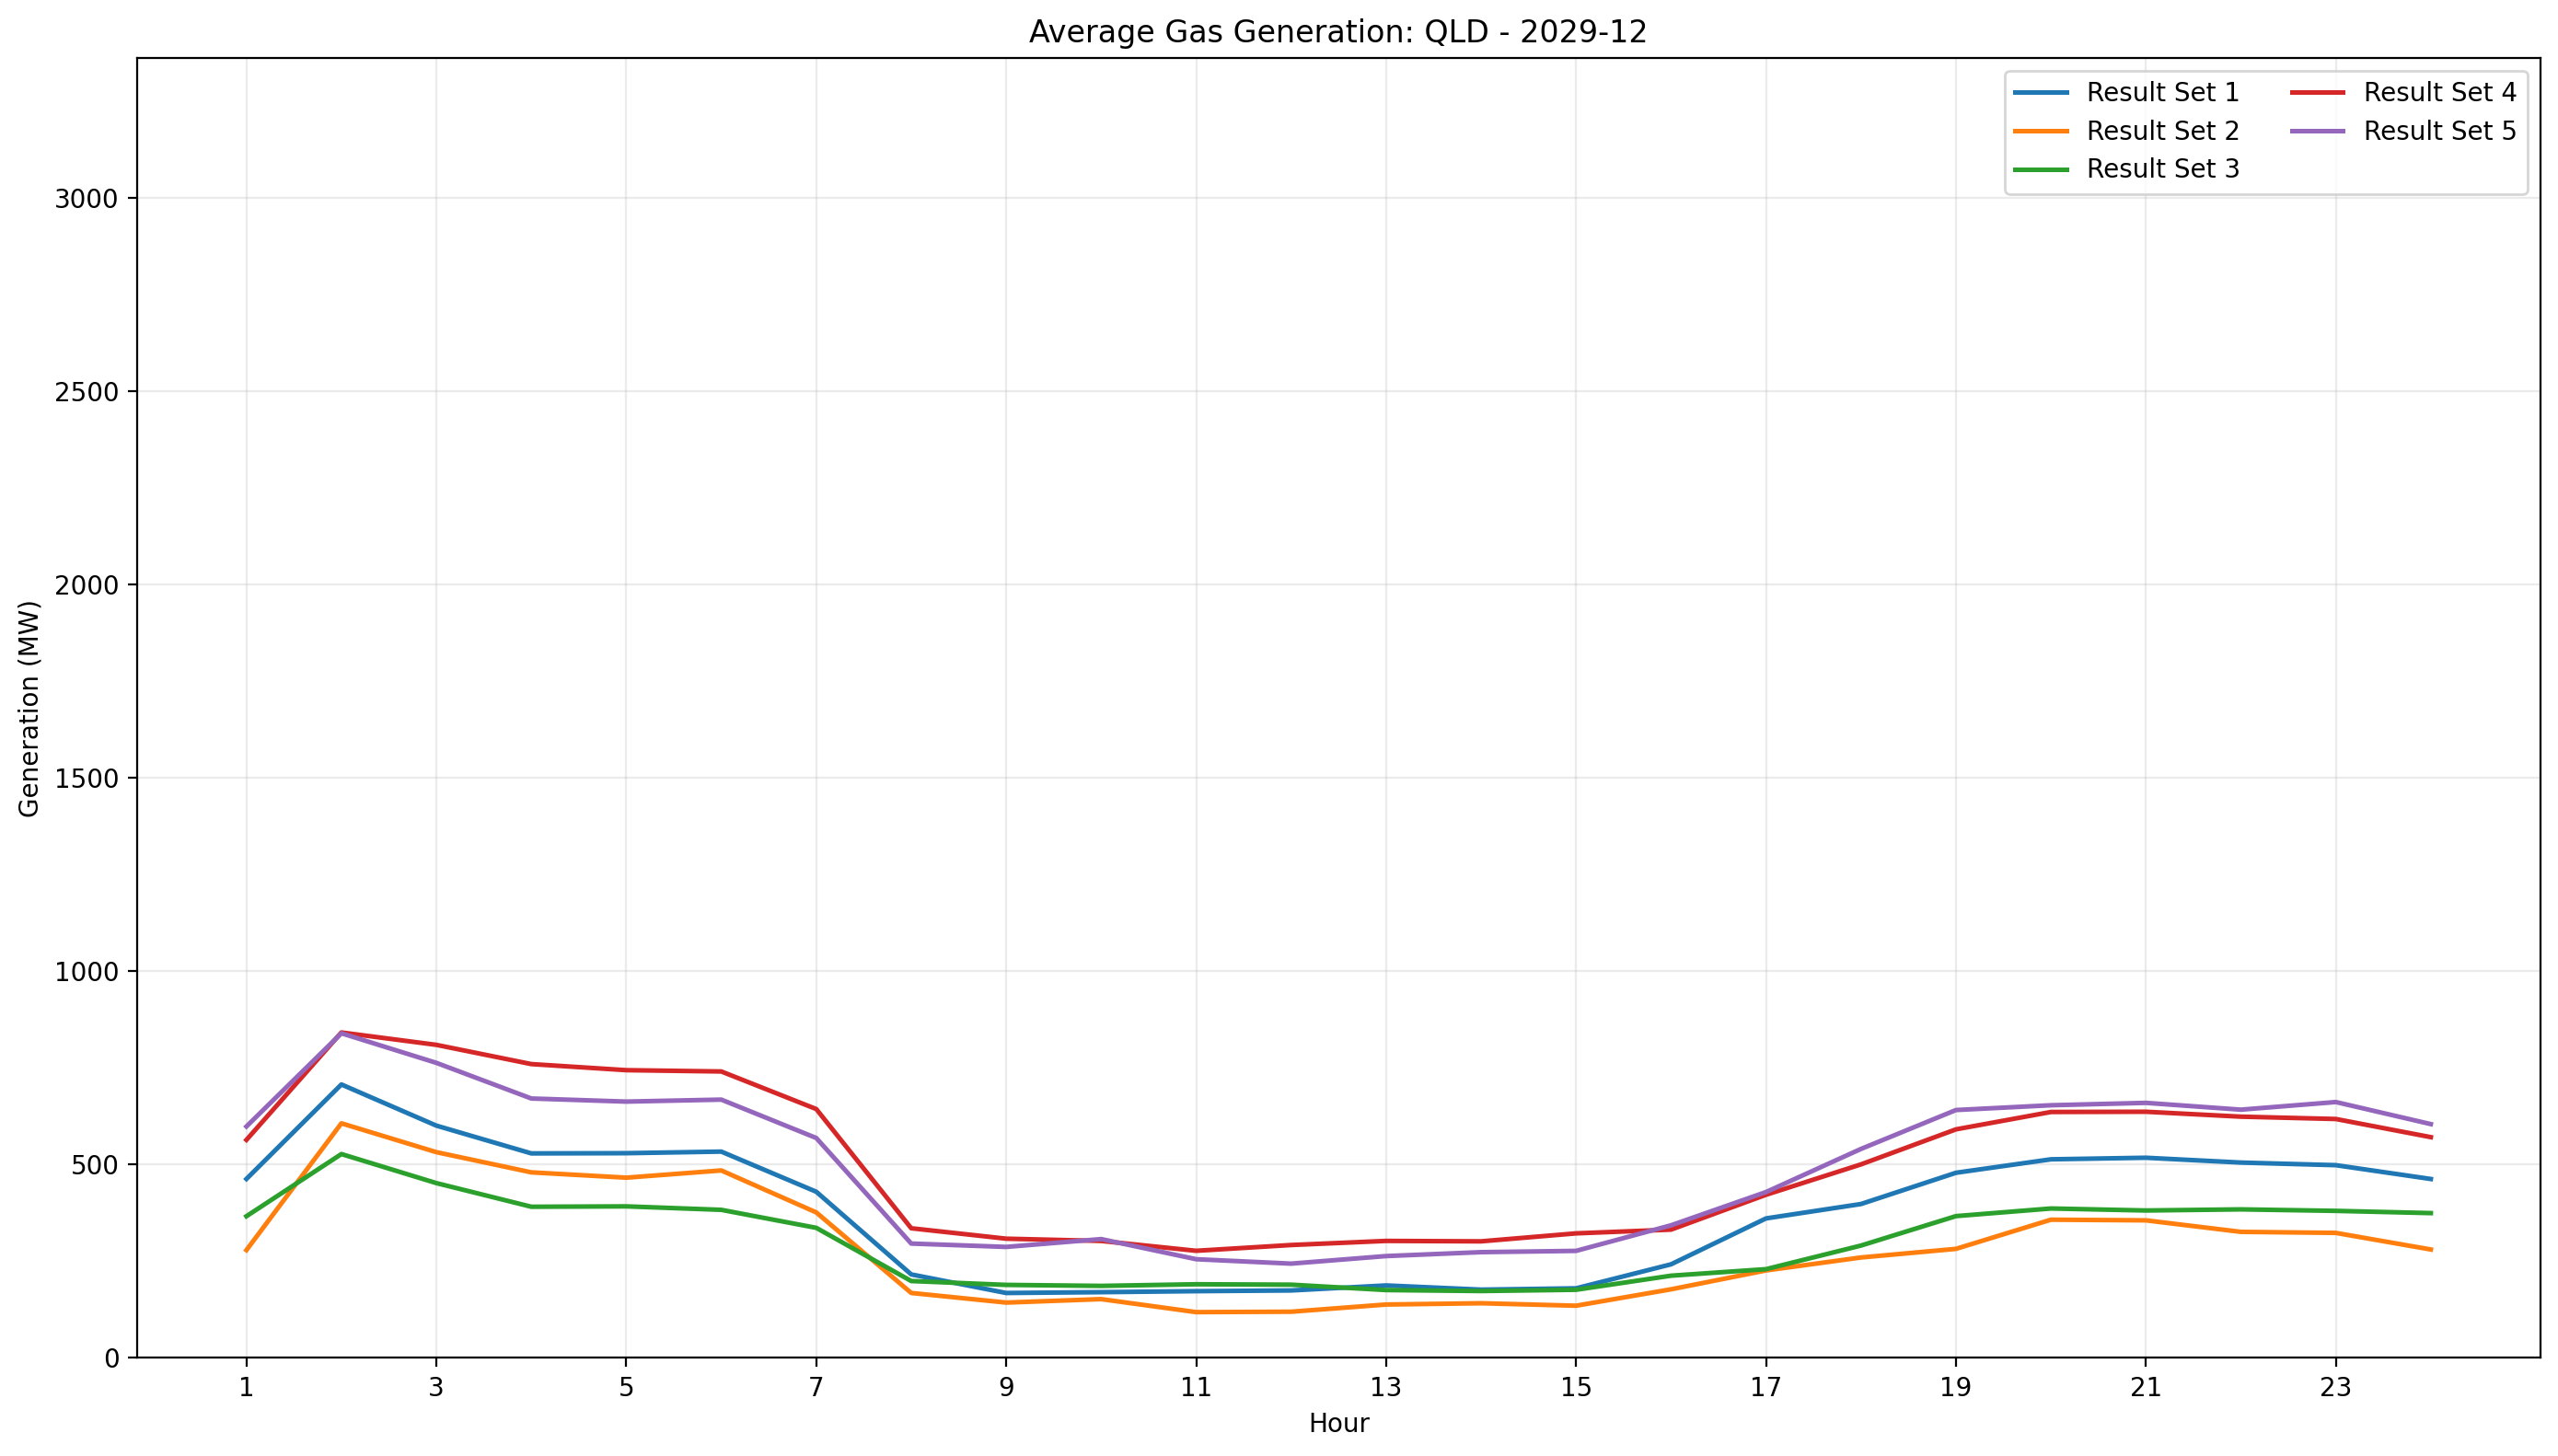 Average Gas Generation: QLD - 2029-12
Result Set 1
Result Set 2
Result Set 3
Result Set 4
Result Set 5
Generation (MW)
3000
2500
2000
1500
1000
500
0
1 3 5 7 9 11 13 15 17 19 21 23
Hour